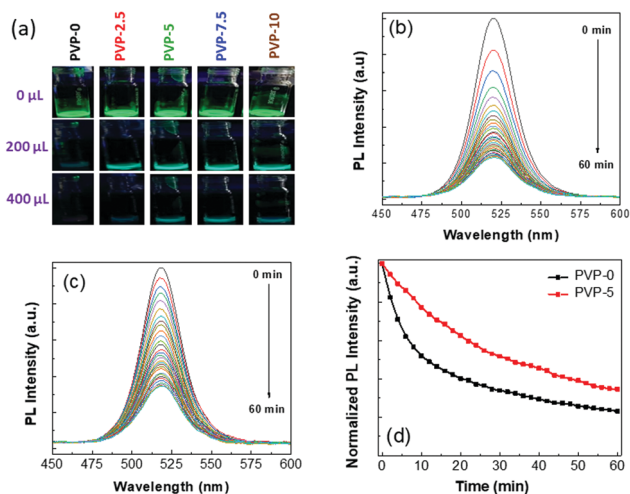 (a)
PVP-0
PVP-2.5
PVP-5
PVP-7.5
PVP-10
0 µL
200 µL
400 µL
(b)
0 min
60 min
PL Intensity (a.u)
450 475 500 525 550 575 600
Wavelength (nm)
(c)
0 min
60 min
PL Intensity (a.u.)
450 475 500 525 550 575 600
Wavelength (nm)
PVP-0
PVP-5
Normalized PL Intensity (a.u.)
(d)
0 10 20 30 40 50 60
Time (min)